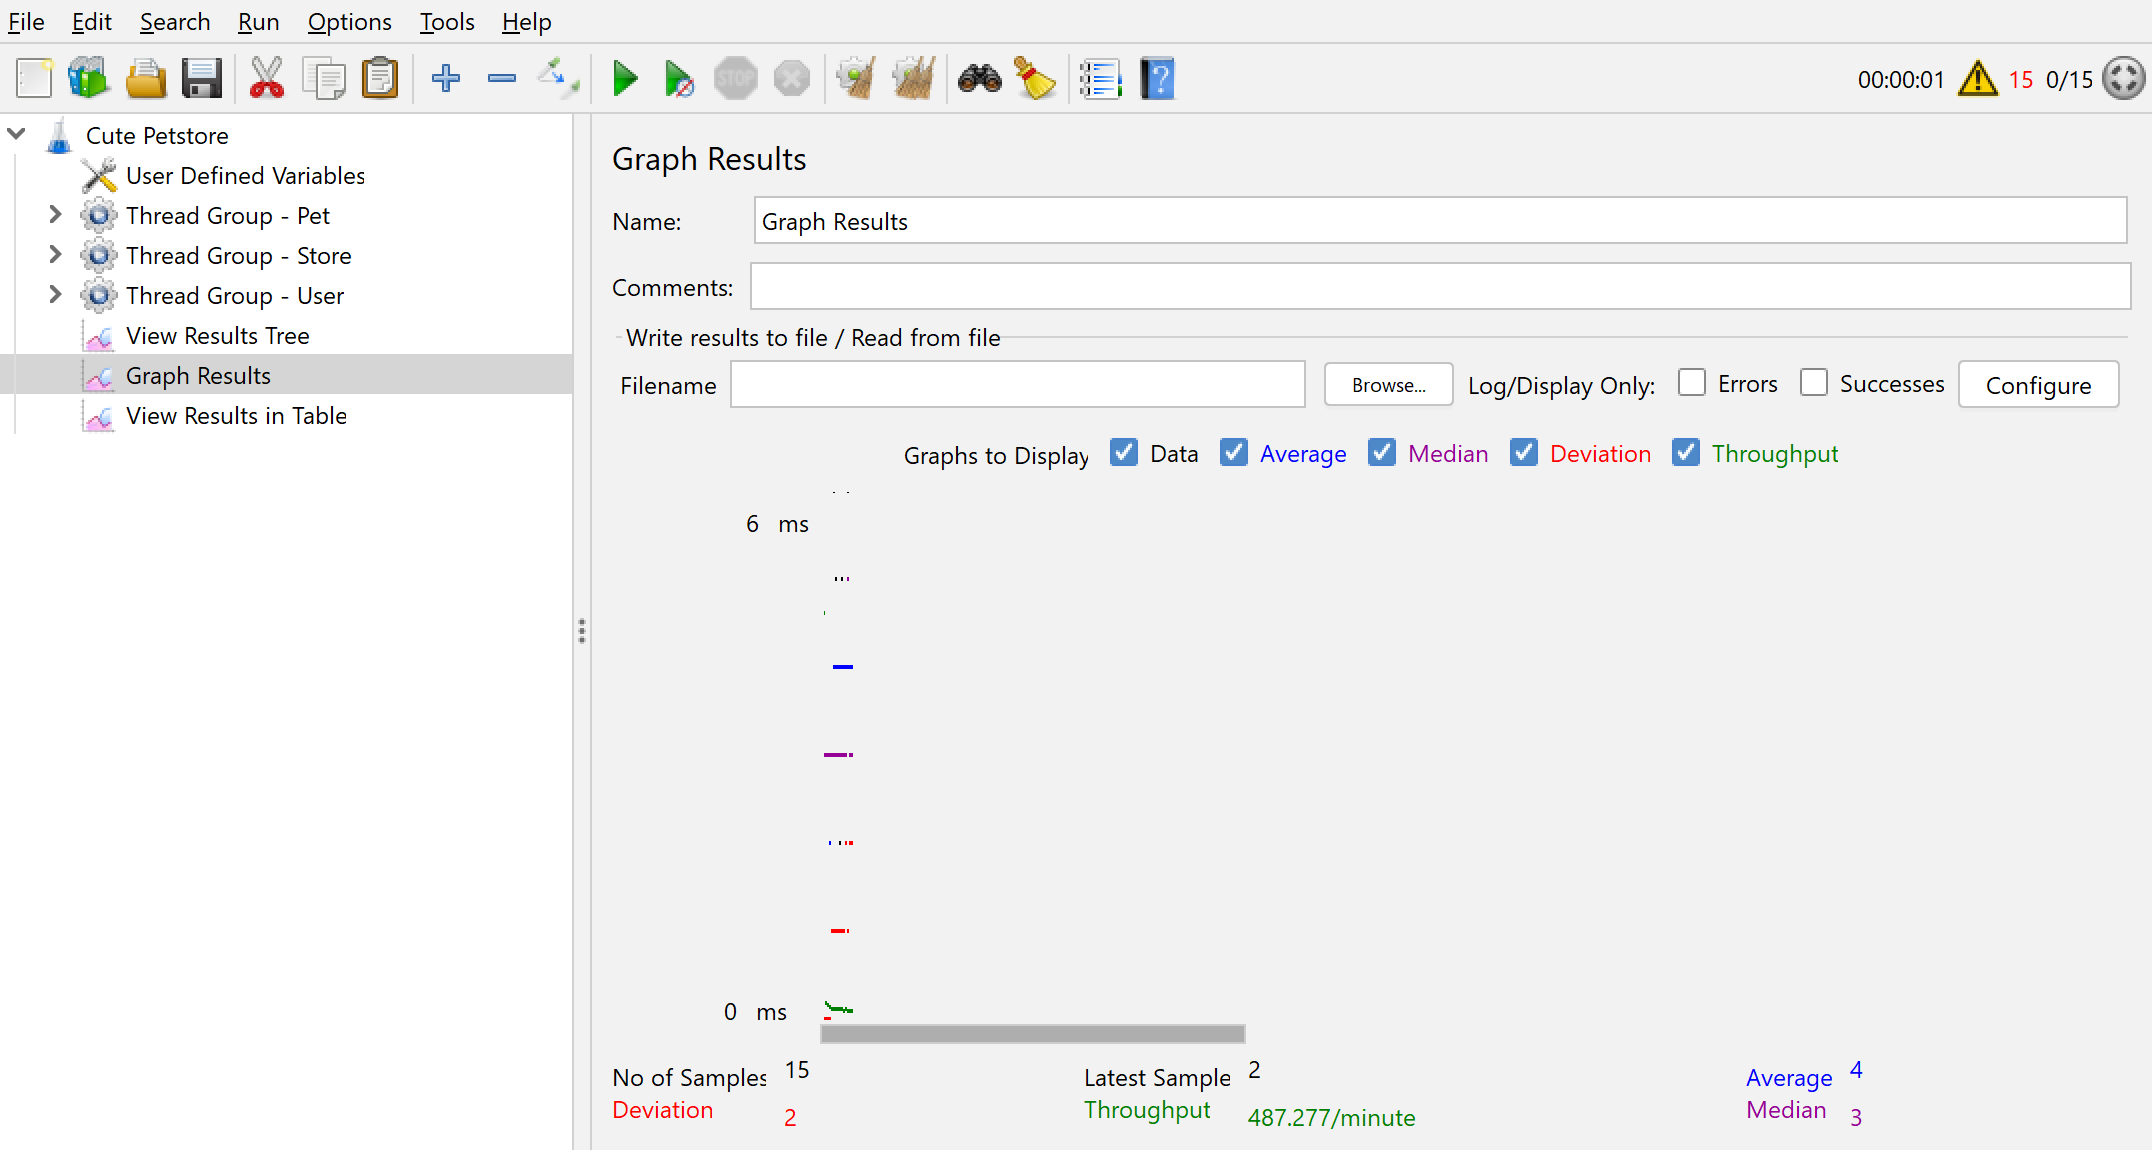 File Edit Search Run Options Tools Help
STOP
00:00:01 15 0/15
Cute Petstore
User Defined Variables
Thread Group - Pet
Thread Group - Store
Thread Group - User
View Results Tree
Graph Results
View Results in Table
Graph Results
Name: Graph Results
Comments:
Write results to file / Read from file
Filename Browse... Log/Display Only: Errors Successes Configure
Graphs to Display Data Average Median Deviation Throughput
6 ms
0 ms
No of Samples 15 Latest Sample 2 Average 4
Deviation 2 Throughput 487.277/minute Median 3